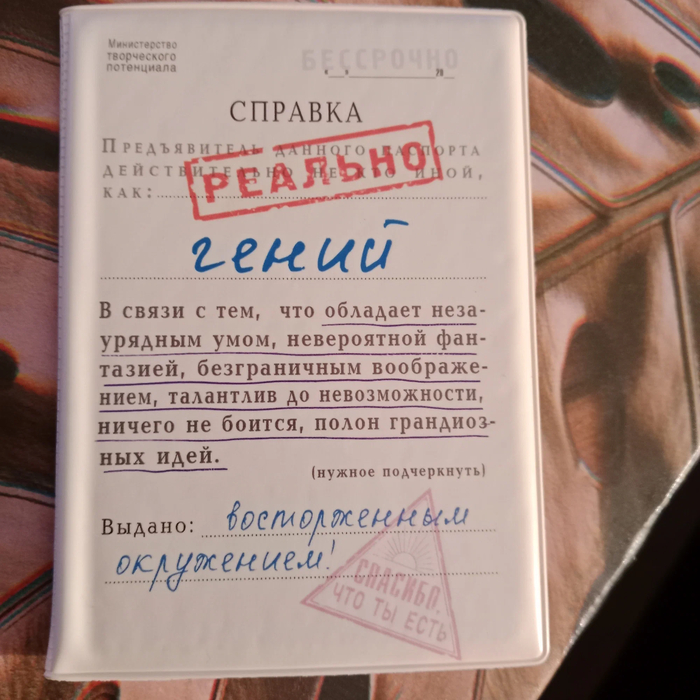 Министерство
творческого
потенциала
БЕССРОЧНО
СПРАВКА
Предъявитель данного паспорта
действительно не кто иной,
как:
РЕАЛЬНО
гений
В связи с тем, что обладает неза-
урядным умом, невероятной фан-
тазией, безграничным воображе-
нием, талантлив до невозможности,
ничего не боится, полон грандиоз-
ных идей.
(нужное подчеркнуть)
Выдано: восторженным
окружением!
СПАСИБО,
ЧТО ТЫ ЕСТЬ